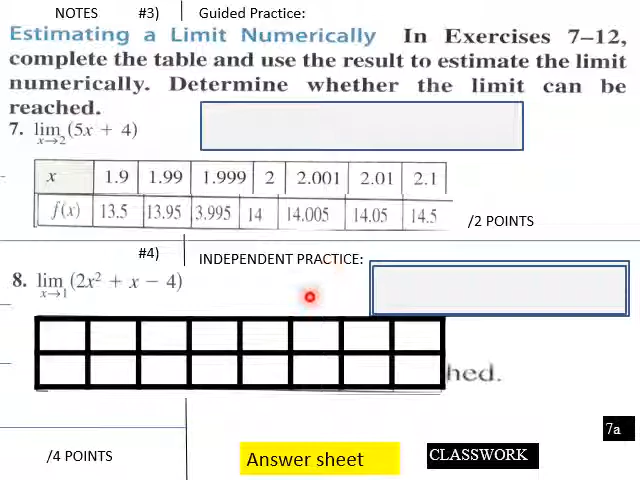 NOTES #3) Guided Practice:
Estimating a Limit Numerically In Exercises 7–12,
complete the table and use the result to estimate the limit
numerically. Determine whether the limit can be
reached.
7. lim (5x + 4)
x→2
x 1.9 1.99 1.999 2 2.001 2.01 2.1
f(x) 13.5 13.95 3.995 14 14.005 14.05 14.5
/2 POINTS
#4) INDEPENDENT PRACTICE:
8. lim (2x² + x − 4)
x→1
hed.
7a
/4 POINTS Answer sheet CLASSWORK